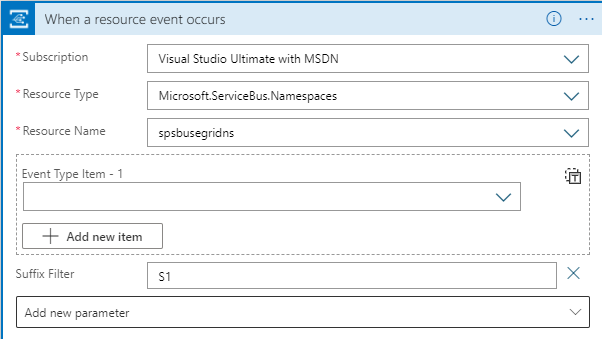 When a resource event occurs
* Subscription
Visual Studio Ultimate with MSDN
* Resource Type
Microsoft.ServiceBus.Namespaces
* Resource Name
spsbusegridns
Event Type Item - 1
Add new item
Suffix Filter
S1
Add new parameter